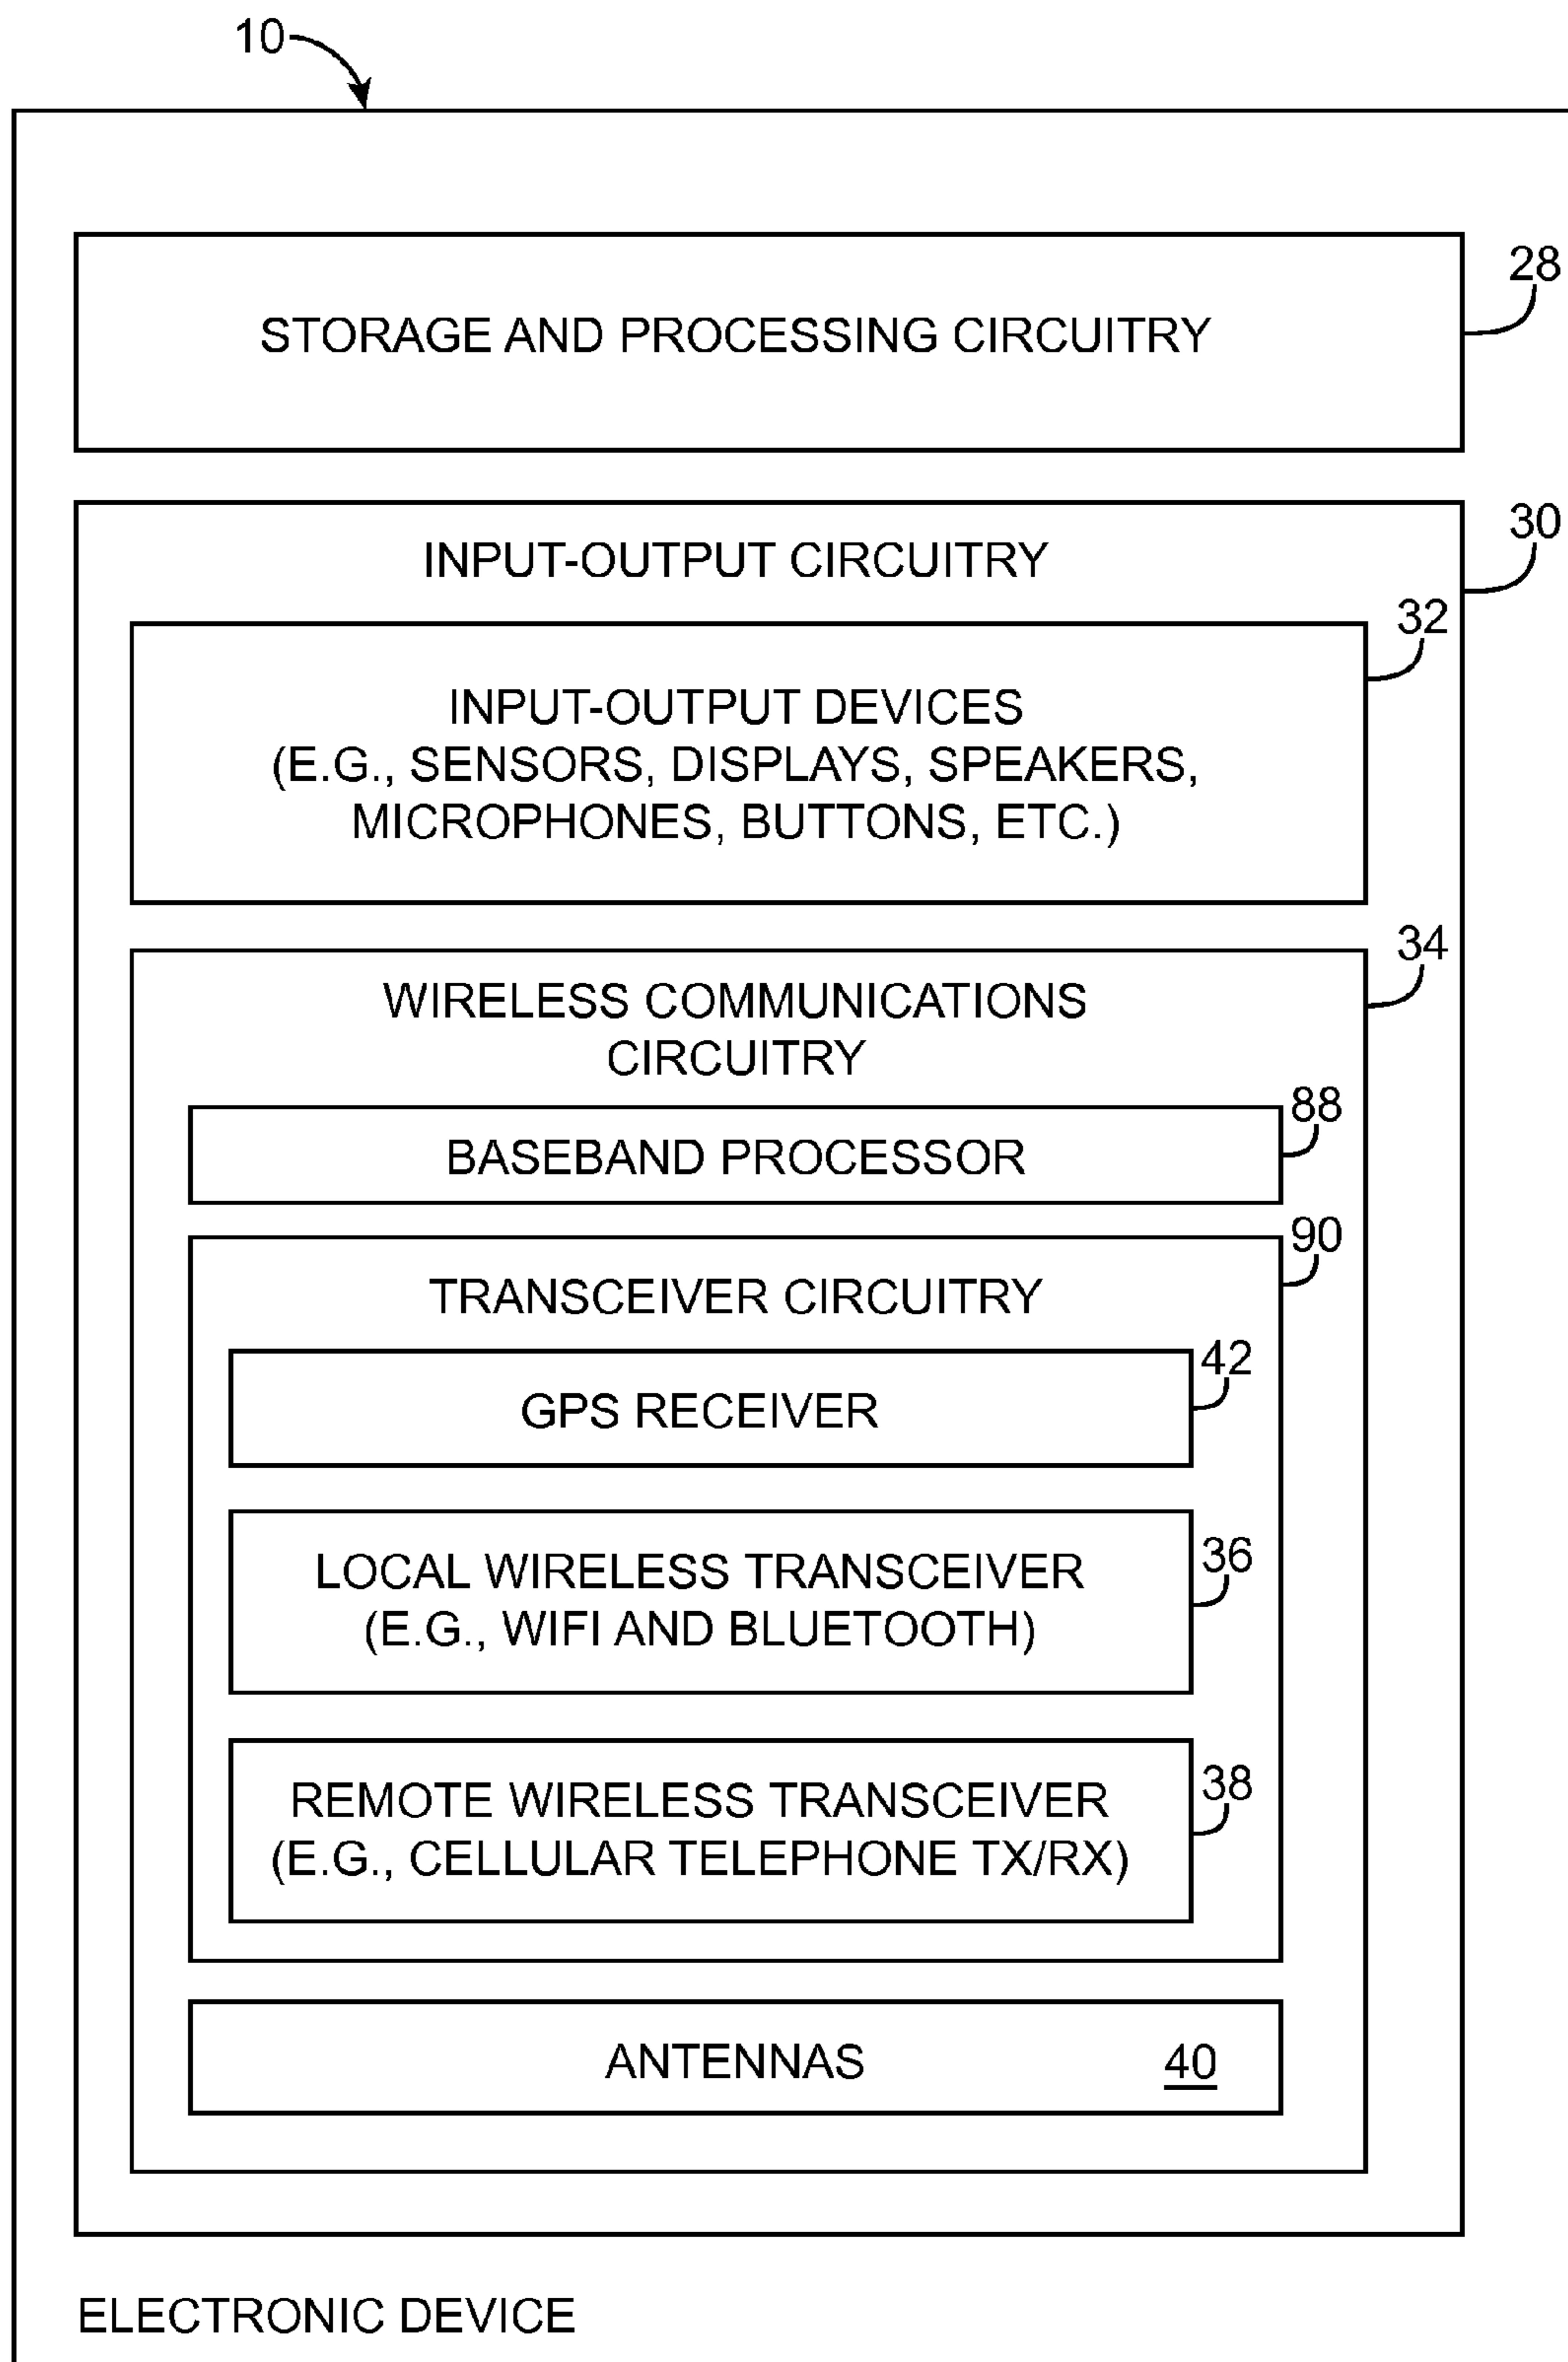 10
STORAGE AND PROCESSING CIRCUITRY
28
INPUT-OUTPUT CIRCUITRY
30
INPUT-OUTPUT DEVICES
(E.G., SENSORS, DISPLAYS, SPEAKERS,
MICROPHONES, BUTTONS, ETC.)
32
WIRELESS COMMUNICATIONS
CIRCUITRY
34
BASEBAND PROCESSOR
88
TRANSCEIVER CIRCUITRY
90
GPS RECEIVER
42
LOCAL WIRELESS TRANSCEIVER
(E.G., WIFI AND BLUETOOTH)
36
REMOTE WIRELESS TRANSCEIVER
(E.G., CELLULAR TELEPHONE TX/RX)
38
ANTENNAS 40
ELECTRONIC DEVICE